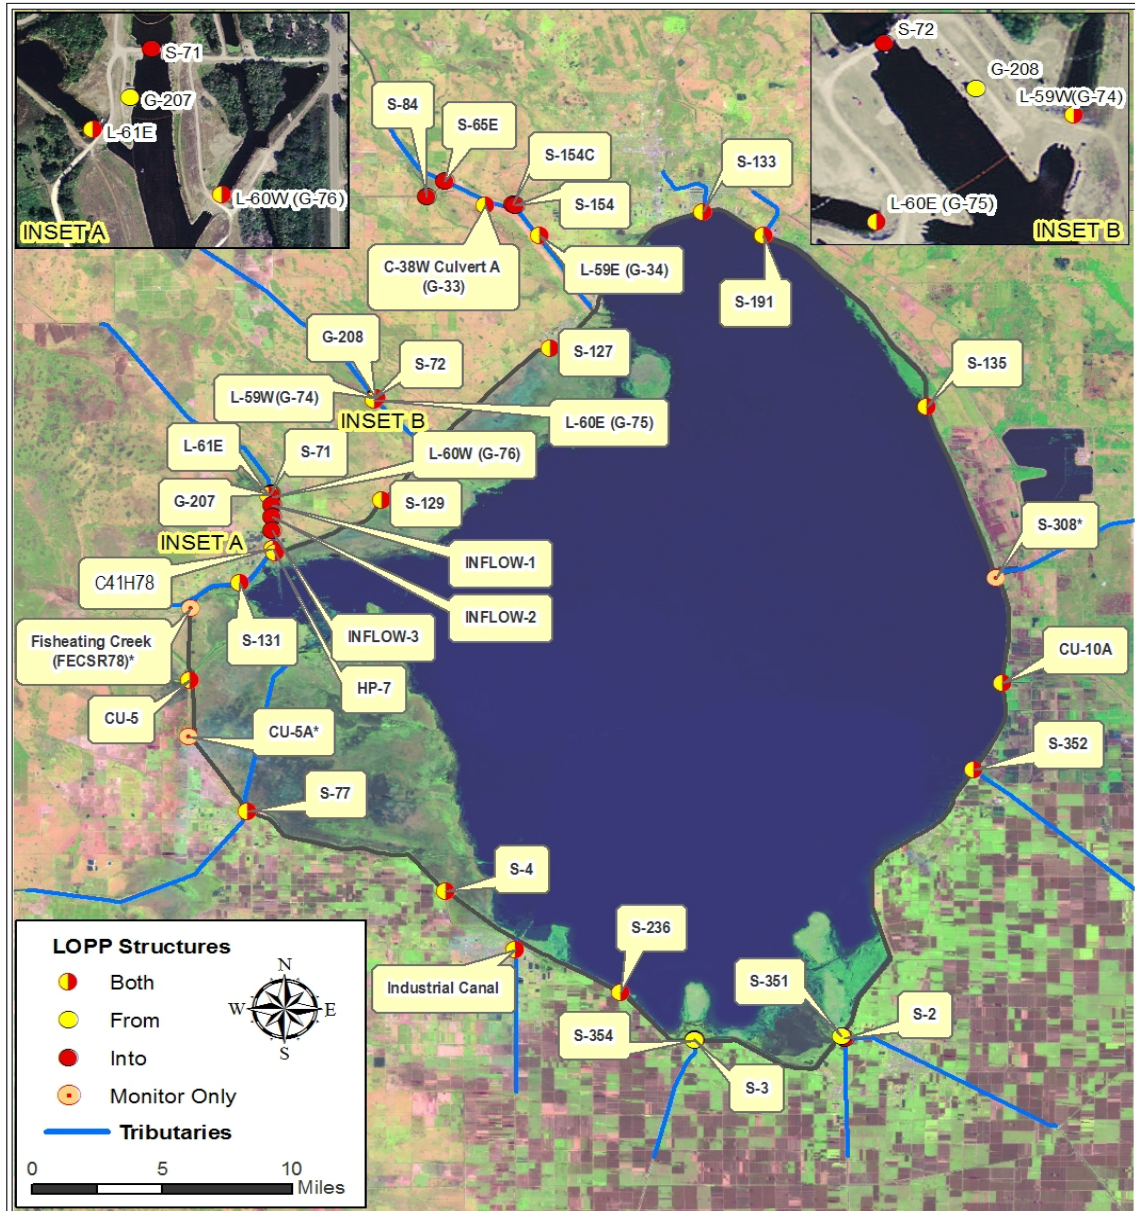 S-71
G-207
L-61E
L-60W (G-76)
INSET A
S-72
G-208
L-59W(G-74)
L-60E (G-75)
INSET B
S-84
S-65E
S-154C
S-154
S-133
C-38W Culvert A
(G-33)
L-59E (G-34)
S-191
G-208
S-72
S-127
S-135
L-59W(G-74)
INSET B
L-60E (G-75)
L-61E
S-71
L-60W (G-76)
G-207
S-129
INSET A
S-308*
INFLOW-1
C41H78
INFLOW-2
INFLOW-3
S-131
Fisheating Creek
(FECSR78)*
HP-7
CU-10A
CU-5
CU-5A*
S-352
S-77
S-4
S-236
Industrial Canal
S-351
S-2
S-354
S-3
LOPP Structures
Both
From
Into
Monitor Only
Tributaries
N
W
E
S
0
5
10
Miles